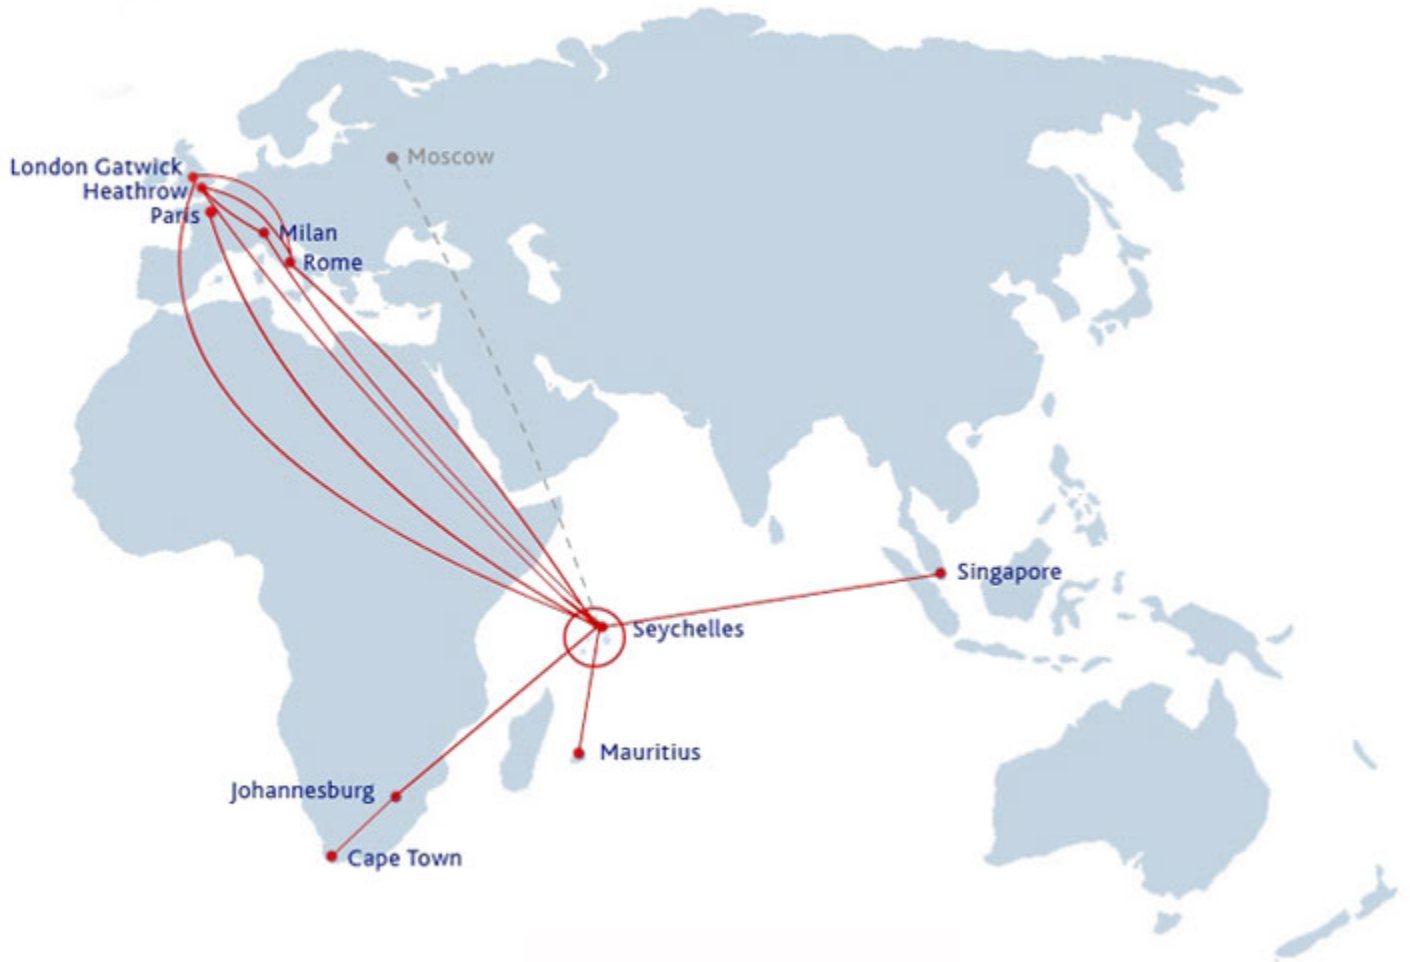 Moscow
London Gatwick
Heathrow
Paris
Milan
Rome
Singapore
Seychelles
Mauritius
Johannesburg
Cape Town